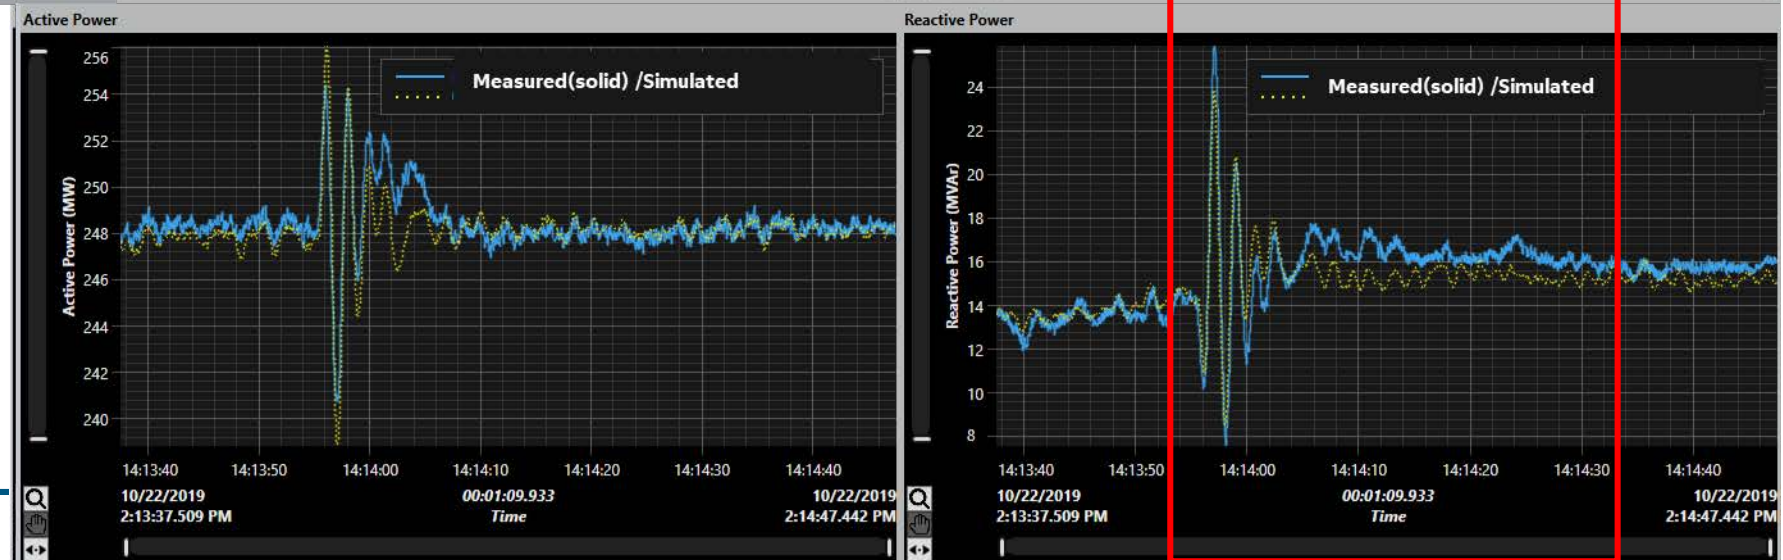 Active Power
256
254
252
250
248
246
244
242
240
Active Power (MW)
Measured(solid) /Simulated
14:13:40 14:13:50 14:14:00 14:14:10 14:14:20 14:14:30 14:14:40
10/22/2019 00:01:09.933 10/22/2019
2:13:37.509 PM Time 2:14:47.442 PM
Reactive Power
24
22
20
18
16
14
12
10
8
Reactive Power (MVAr)
Measured(solid) /Simulated
14:13:40 14:13:50 14:14:00 14:14:10 14:14:20 14:14:30 14:14:40
10/22/2019 00:01:09.933 10/22/2019
2:13:37.509 PM Time 2:14:47.442 PM